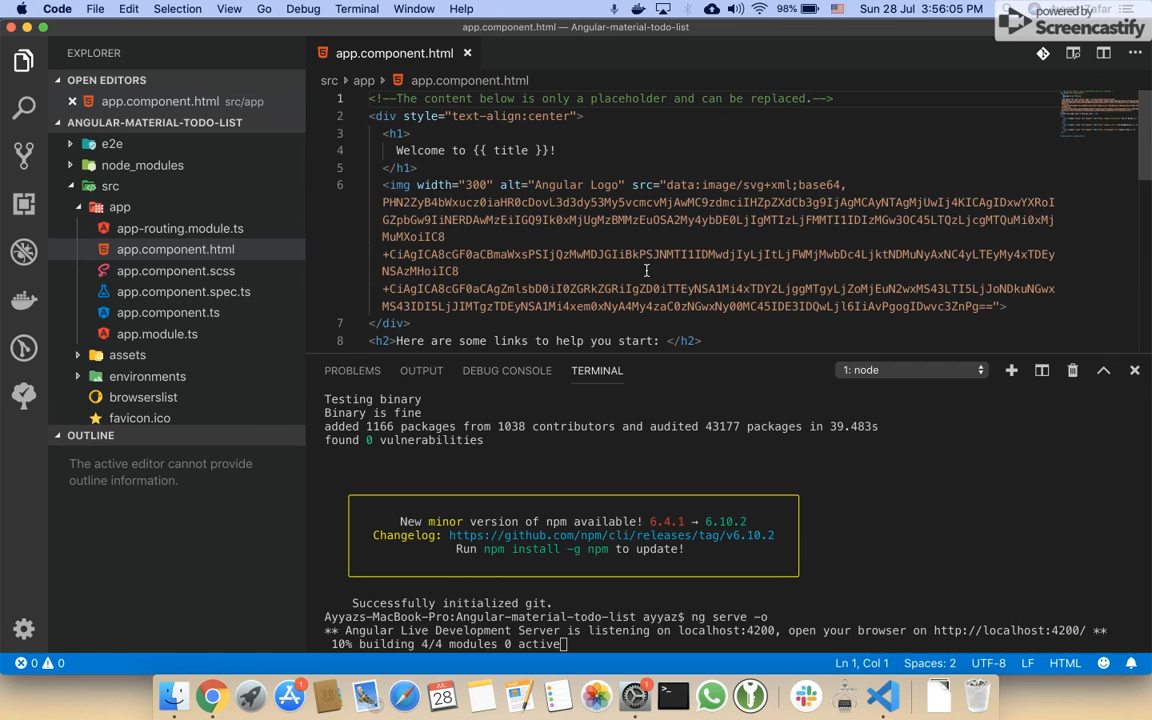 Code File Edit Selection View Go Debug Terminal Window Help 98% Sun 28 Jul 3:56:05 PM Zafar
powered by
Screencastify
app.component.html — Angular-material-todo-list
EXPLORER
OPEN EDITORS
app.component.html src/app
ANGULAR-MATERIAL-TODO-LIST
e2e
node_modules
src
app
app-routing.module.ts
app.component.html
app.component.scss
app.component.spec.ts
app.component.ts
app.module.ts
assets
environments
browserslist
favicon.ico
OUTLINE
The active editor cannot provide
outline information.
app.component.html
src app app.component.html
1 <!--The content below is only a placeholder and can be replaced.-->
2 <div style="text-align:center">
3 <h1>
4 Welcome to {{ title }}!
5 </h1>
6 <img width="300" alt="Angular Logo" src="data:image/svg+xml;base64,
MuMXoiIC8
NSAzMHoiIC8
7 </div>
8 <h2>Here are some links to help you start: </h2>
PROBLEMS OUTPUT DEBUG CONSOLE TERMINAL 1: node
Testing binary
Binary is fine
added 1166 packages from 1038 contributors and audited 43177 packages in 39.483s
found 0 vulnerabilities
New minor version of npm available! 6.4.1 → 6.10.2
Changelog: https://github.com/npm/cli/releases/tag/v6.10.2
Run npm install -g npm to update!
Successfully initialized git.
Ayyazs-MacBook-Pro:Angular-material-todo-list ayyaz$ ng serve -o
** Angular Live Development Server is listening on localhost:4200, open your browser on http://localhost:4200/ **
10% building 4/4 modules 0 active
0 0 Ln 1, Col 1 Spaces: 2 UTF-8 LF HTML
28
1
1